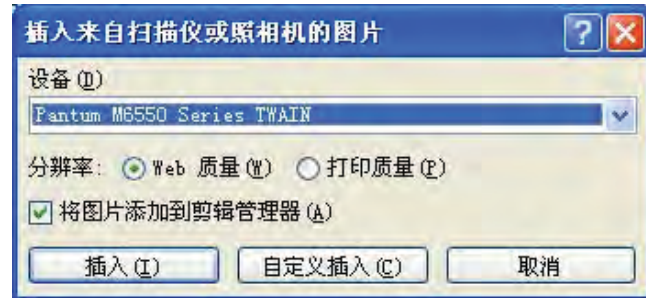 插入来自扫描仪或照相机的图片
设备(D)
Pantum M6550 Series TWAIN
分辨率: Web 质量(W) 打印质量(P)
将图片添加到剪辑管理器(A)
插入(I) 自定义插入(C) 取消